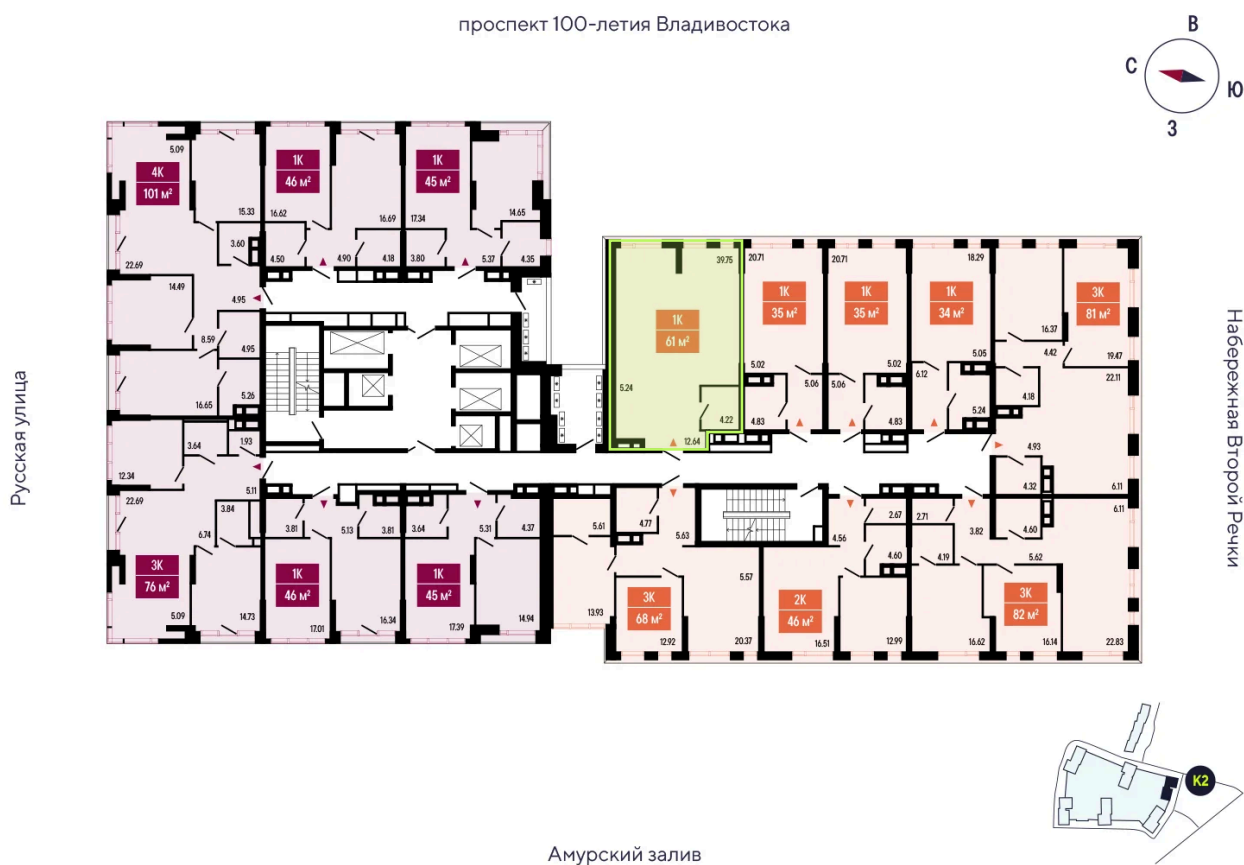 проспект 100-летия Владивостока
В
С
Ю
З
Русская улица
Набережная Второй Речки
4К
101 м²
5.09
15.33
3.60
22.69
14.49
4.95
8.59
4.95
16.65
5.26
1К
46 м²
16.62
16.69
4.50
4.90
4.18
1К
45 м²
17.34
14.65
3.80
5.37
4.35
39.75
1К
61 м²
5.24
4.22
12.64
20.71
1К
35 м²
5.02
5.06
4.83
20.71
1К
35 м²
5.02
5.06
4.83
18.29
1К
34 м²
5.05
6.12
5.24
3К
81 м²
16.37
19.47
4.42
22.11
4.18
4.93
4.32
6.11
3.64
1.93
12.34
22.69
5.11
3.84
6.74
3К
76 м²
5.09
14.73
3.81
5.13
3.81
1К
46 м²
17.01
16.34
3.64
5.31
4.37
1К
45 м²
17.39
14.94
5.61
4.77
5.63
5.57
13.93
3К
68 м²
12.92
20.37
4.56
2.67
4.60
2К
46 м²
16.51
12.99
2.71
3.82
4.60
6.11
4.19
5.62
3К
82 м²
16.62
16.14
22.83
К2
Амурский залив